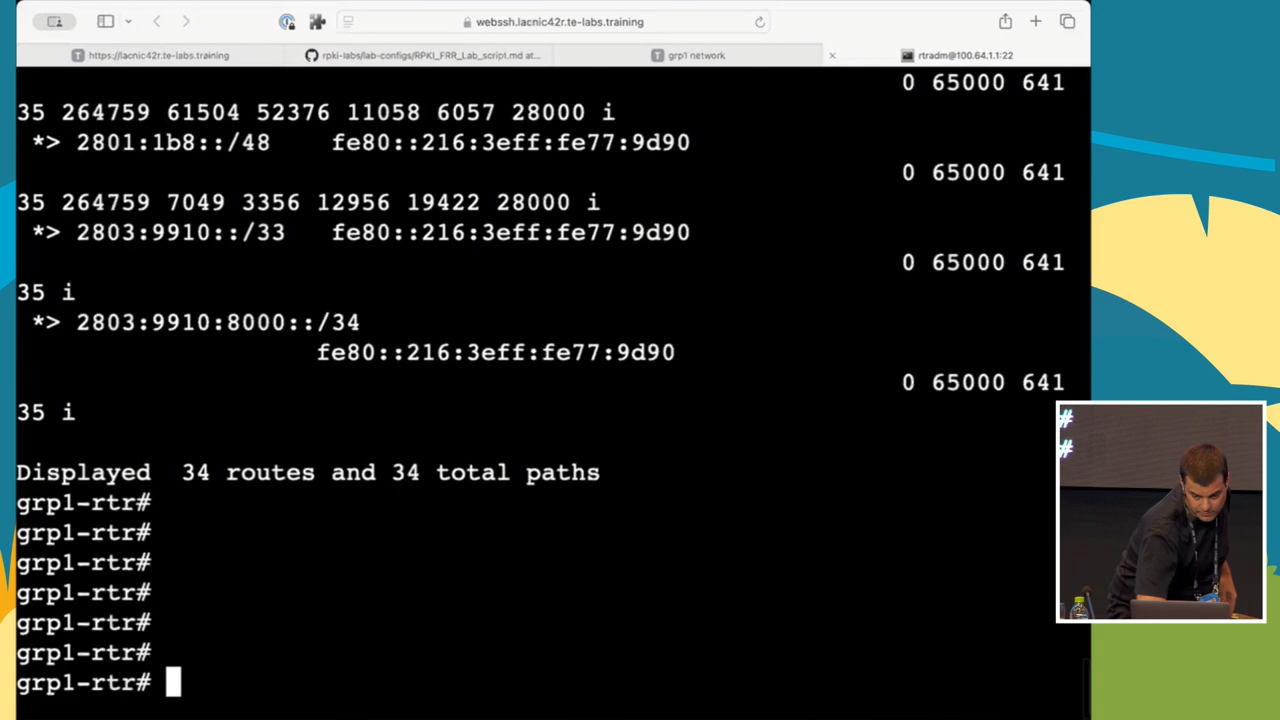 webssh.lacnic42r.te-labs.training
https://lacnic42r.te-labs.training
rpki-labs/lab-configs/RPKI_FRR_Lab_script.md at...
grp1 network
rtradm@100.64.1.1:22
0 65000 641
35 264759 61504 52376 11058 6057 28000 i
*> 2801:1b8::/48 fe80::216:3eff:fe77:9d90
0 65000 641
35 264759 7049 3356 12956 19422 28000 i
*> 2803:9910::/33 fe80::216:3eff:fe77:9d90
0 65000 641
35 i
*> 2803:9910:8000::/34
fe80::216:3eff:fe77:9d90
0 65000 641
35 i
Displayed 34 routes and 34 total paths
grp1-rtr#
grp1-rtr#
grp1-rtr#
grp1-rtr#
grp1-rtr#
grp1-rtr#
grp1-rtr#
#
#